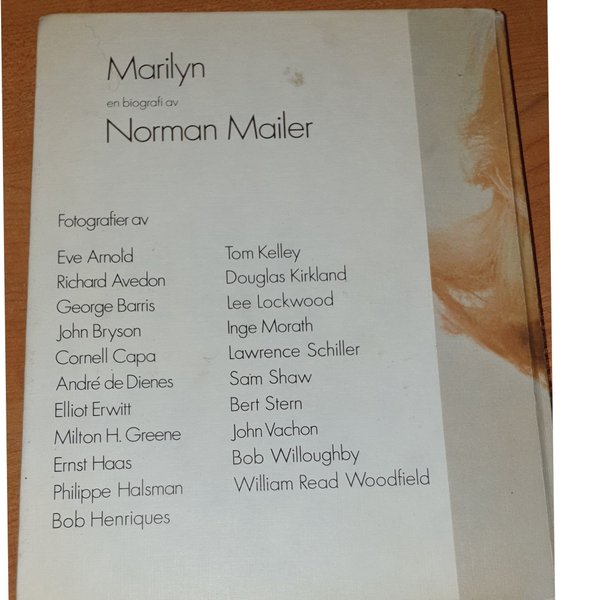 Marilyn
en biografi av
Norman Mailer
Fotografier av
Eve Arnold
Richard Avedon
George Barris
John Bryson
Cornell Capa
André de Dienes
Elliot Erwitt
Milton H. Greene
Ernst Haas
Philippe Halsman
Bob Henriques
Tom Kelley
Douglas Kirkland
Lee Lockwood
Inge Morath
Lawrence Schiller
Sam Shaw
Bert Stern
John Vachon
Bob Willoughby
William Read Woodfield